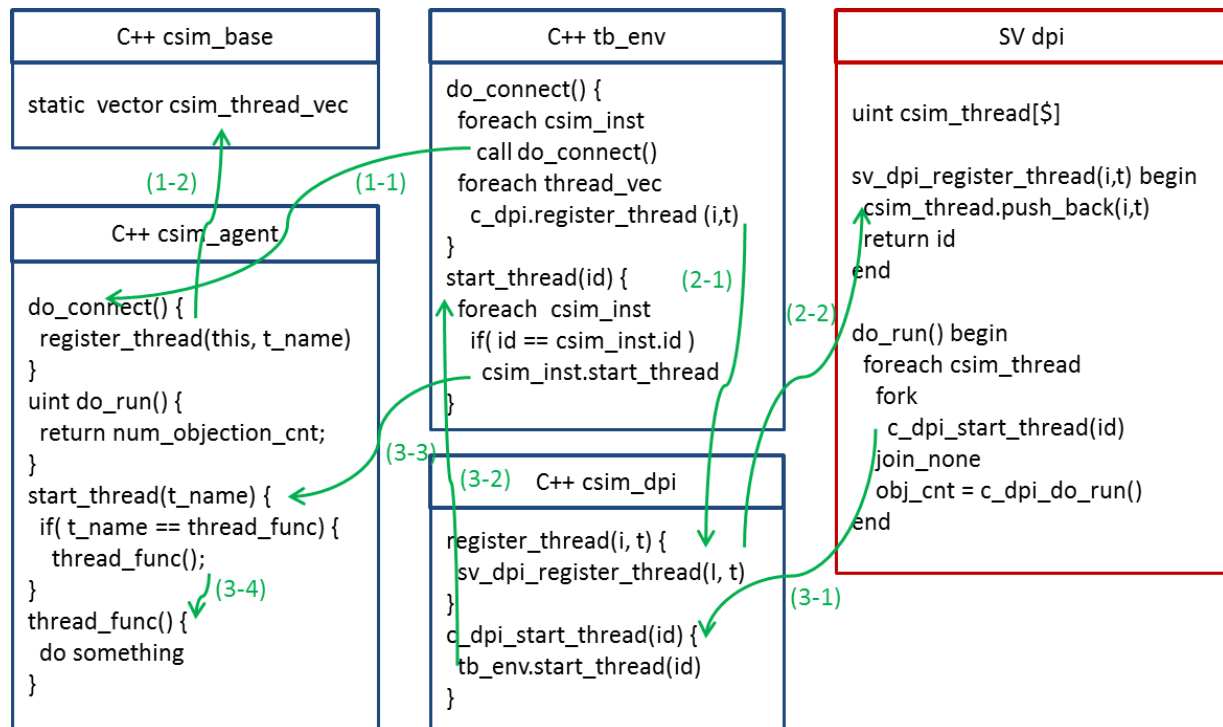 C++ csim_base
static  vector csim_thread_vec
(1-2)
(1-1)
C++ csim_agent
do_connect() {
register_thread(this, t_name)
}
uint do_run() {
return num_objection_cnt;
}
start_thread(t_name) {
if( t_name == thread_func) {
thread_func();
}
(3-4)
thread_func() {
do something
}
C++ tb_env
do_connect() {
foreach csim_inst
call do_connect()
foreach thread_vec
c_dpi.register_thread (i,t)
}
(2-1)
start_thread(id) {
foreach  csim_inst
if( id == csim_inst.id )
csim_inst.start_thread
}
(3-3)
(3-2)
C++ csim_dpi
register_thread(i, t) {
sv_dpi_register_thread(I, t)
}
c_dpi_start_thread(id) {
tb_env.start_thread(id)
}
(2-2)
(3-1)
SV dpi
uint csim_thread[$]
sv_dpi_register_thread(i,t) begin
csim_thread.push_back(i,t)
return id
end
do_run() begin
foreach csim_thread
fork
c_dpi_start_thread(id)
join_none
obj_cnt = c_dpi_do_run()
end